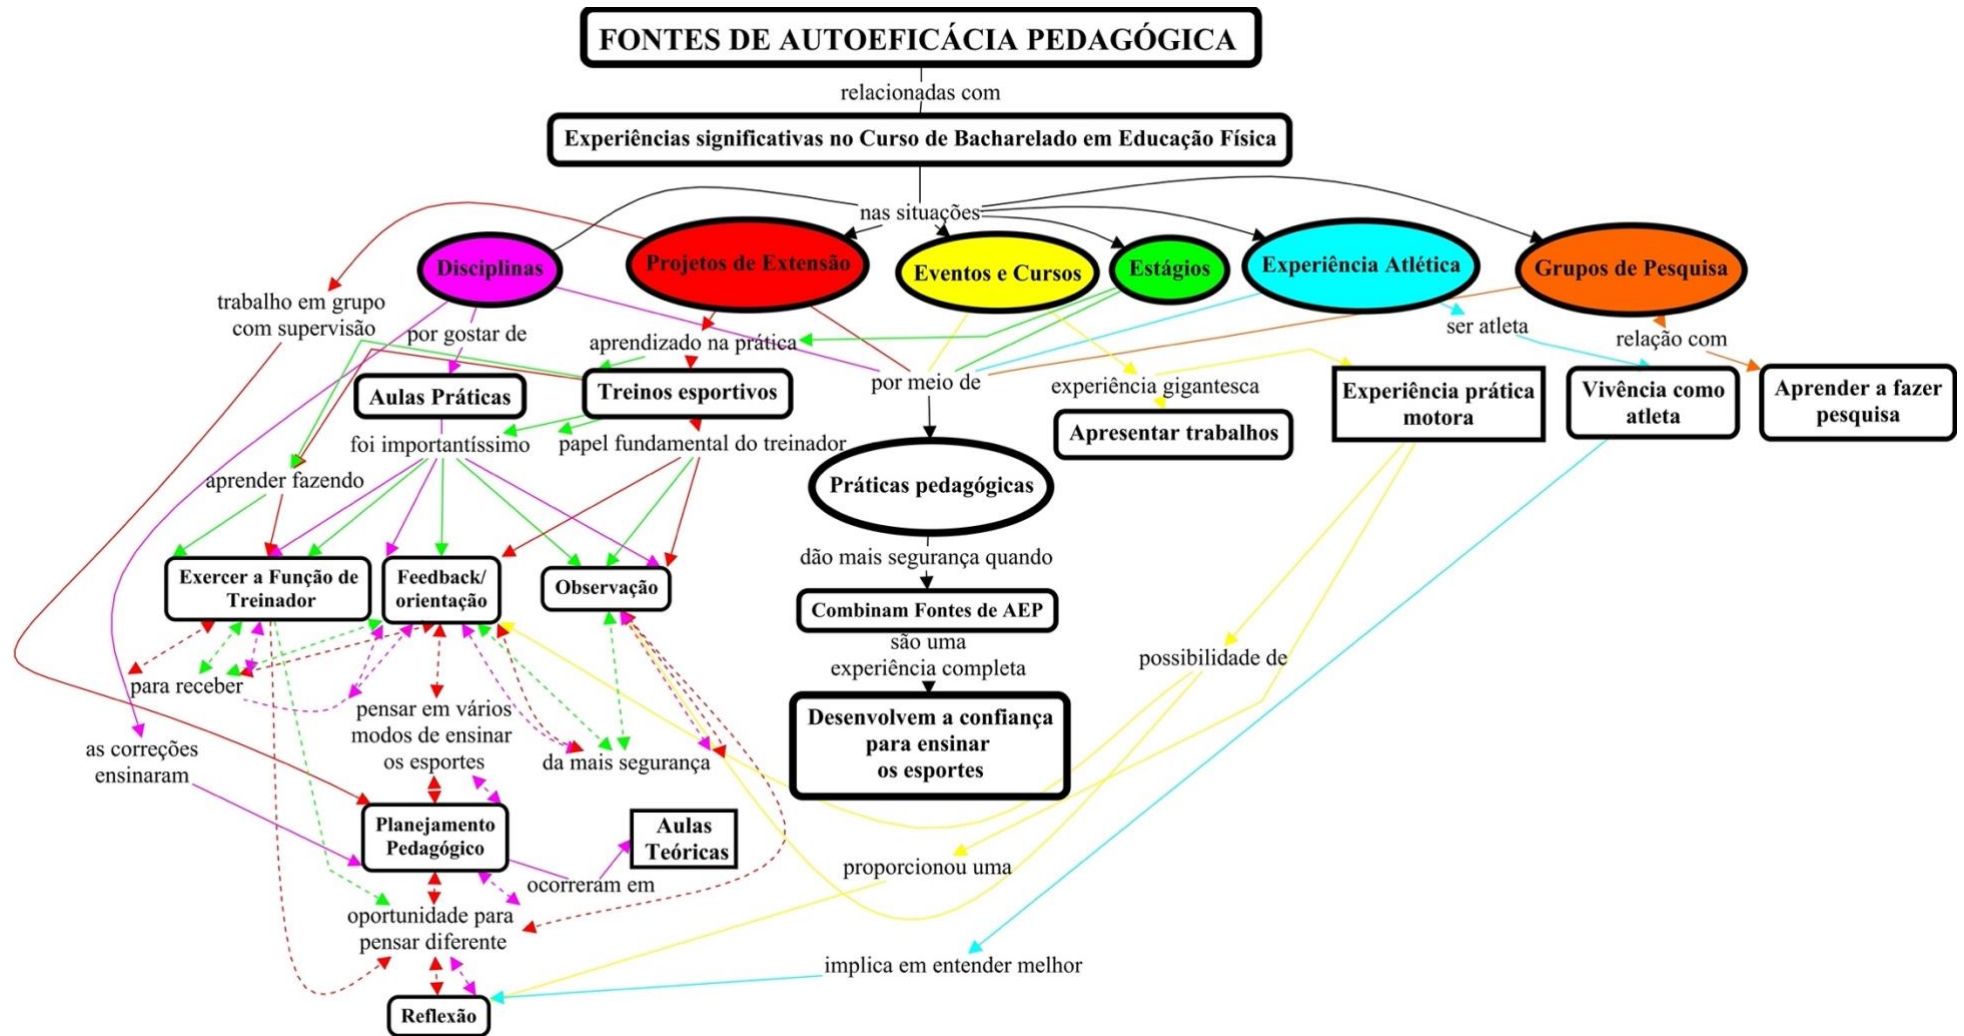 FONTES DE AUTOEFICÁCIA PEDAGÓGICA
relacionadas com
Experiências significativas no Curso de Bacharelado em Educação Física
nas situações
Disciplinas
Projetos de Extensão
Eventos e Cursos
Estágios
Experiência Atlética
Grupos de Pesquisa
trabalho em grupo
com supervisão
por gostar de
aprendizado na prática
ser atleta
relação com
Aulas Práticas
Treinos esportivos
por meio de
experiência gigantesca
Apresentar trabalhos
Experiência prática
motora
Vivência como
atleta
Aprender a fazer
pesquisa
foi importantíssimo
papel fundamental do treinador
aprender fazendo
Práticas pedagógicas
dão mais segurança quando
Exercer a Função de
Treinador
Feedback/
orientação
Observação
Combinam Fontes de AEP
são uma
experiência completa
possibilidade de
para receber
pensar em vários
modos de ensinar
os esportes
Desenvolvem a confiança
para ensinar
os esportes
as correções
ensinaram
da mais segurança
Planejamento
Pedagógico
Aulas
Teóricas
ocorreram em
proporcionou uma
oportunidade para
pensar diferente
implica em entender melhor
Reflexão